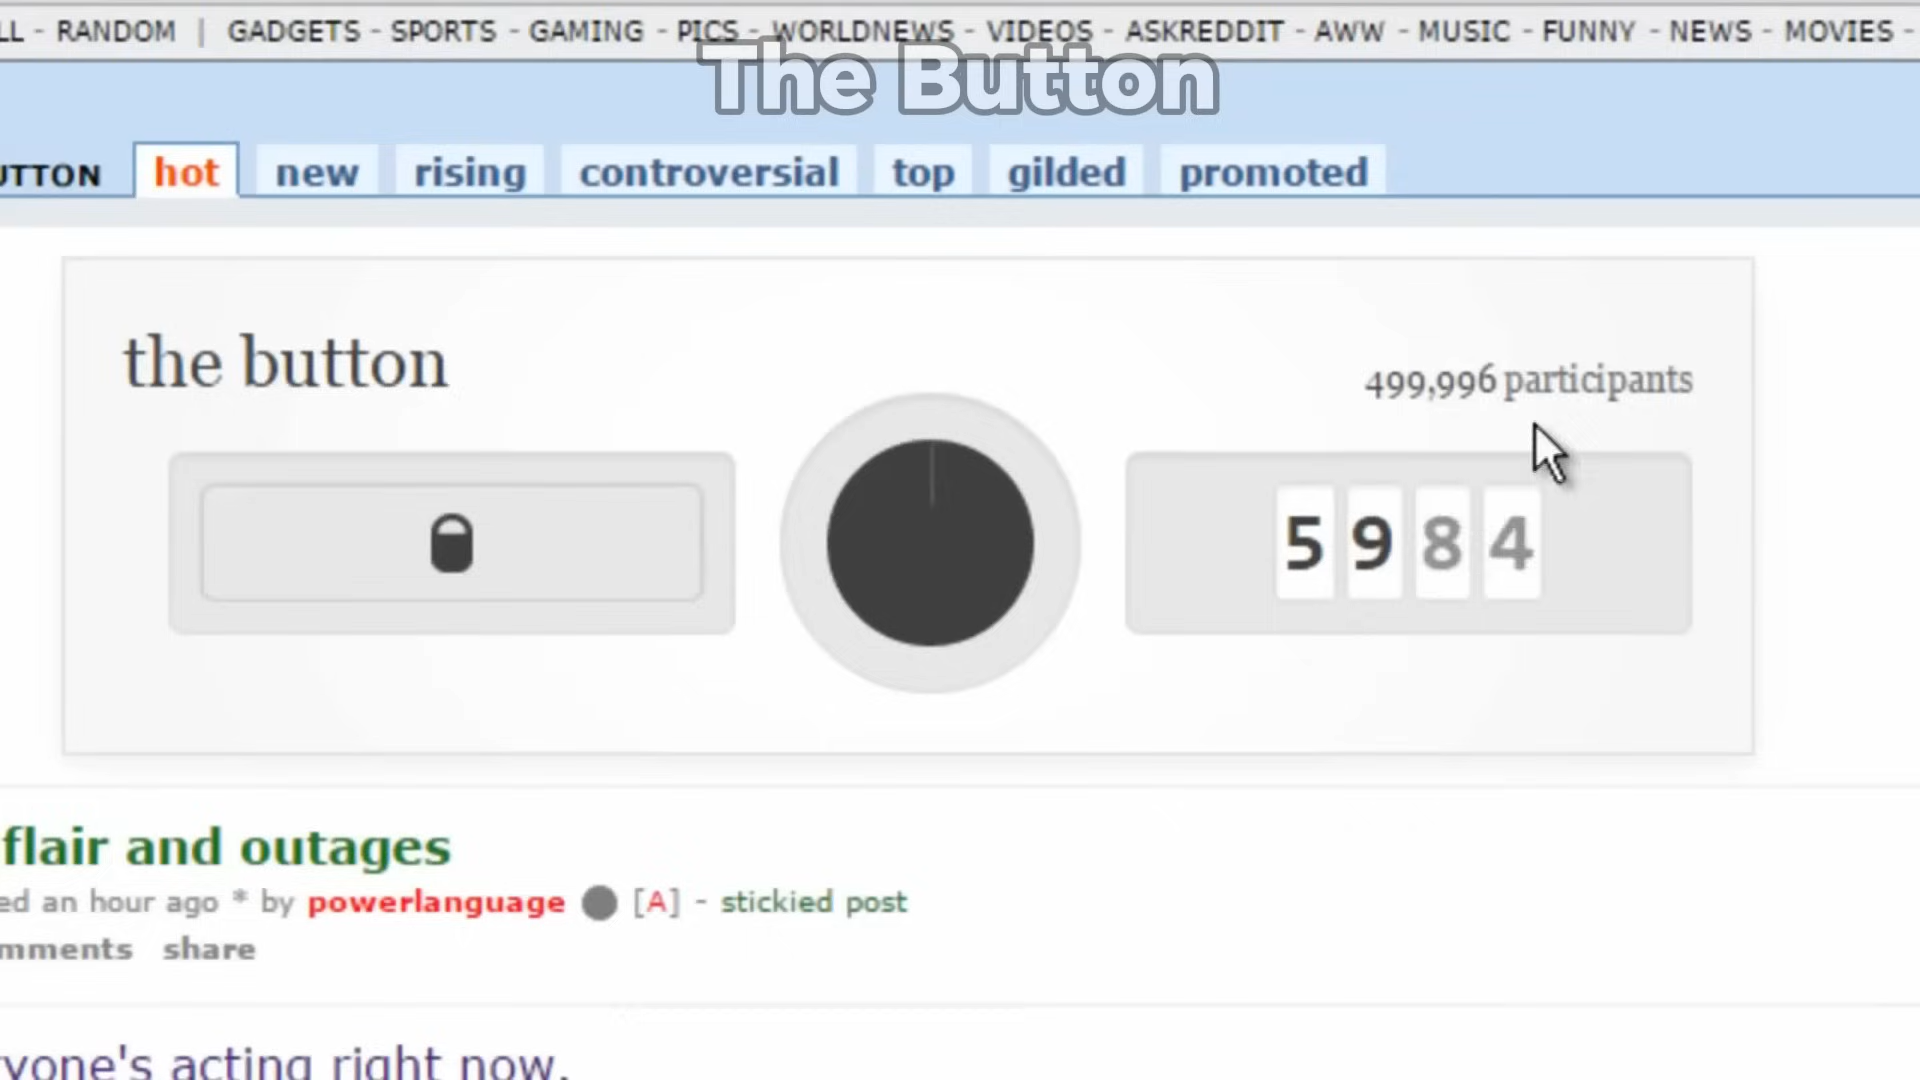 LL - RANDOM | GADGETS - SPORTS - GAMING - PICS - WORLDNEWS - VIDEOS - ASKREDDIT - AWW - MUSIC - FUNNY - NEWS - MOVIES -
The Button
UTTON hot new rising controversial top gilded promoted
the button
499,996 participants
5984
flair and outages
ed an hour ago * by powerlanguage [A] - stickied post
mments share
yone's acting right now.